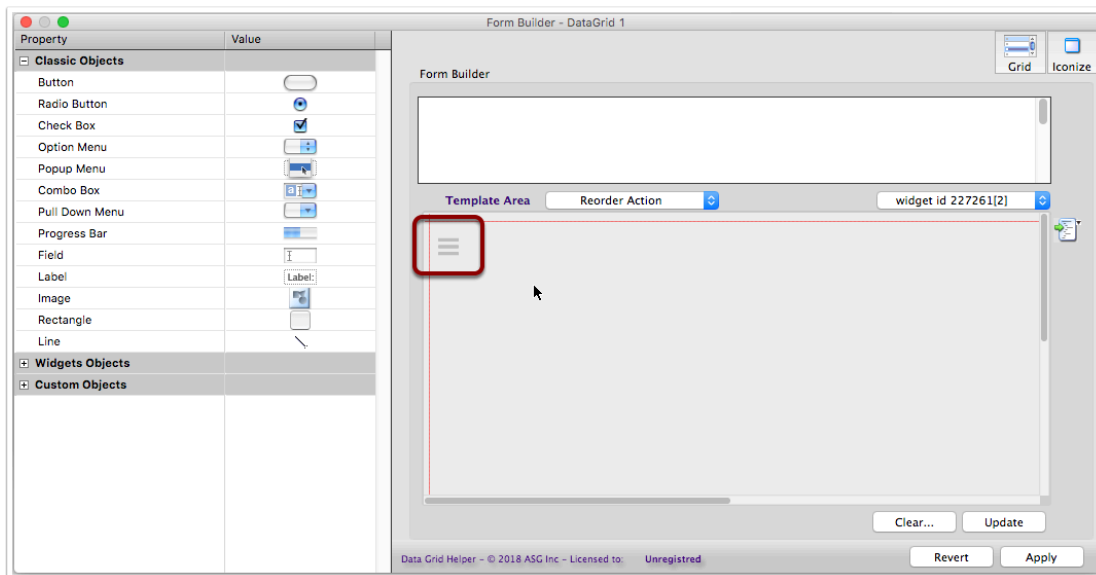 Form Builder - DataGrid 1
Property Value
Classic Objects
Button
Radio Button
Check Box
Option Menu
Popup Menu
Combo Box
Pull Down Menu
Progress Bar
Field
Label Label:
Image
Rectangle
Line
Widgets Objects
Custom Objects
Grid Iconize
Form Builder
Template Area Reorder Action widget id 227261[2]
Clear... Update
Data Grid Helper - © 2018 ASG Inc - Licensed to: Unregistred
Revert Apply